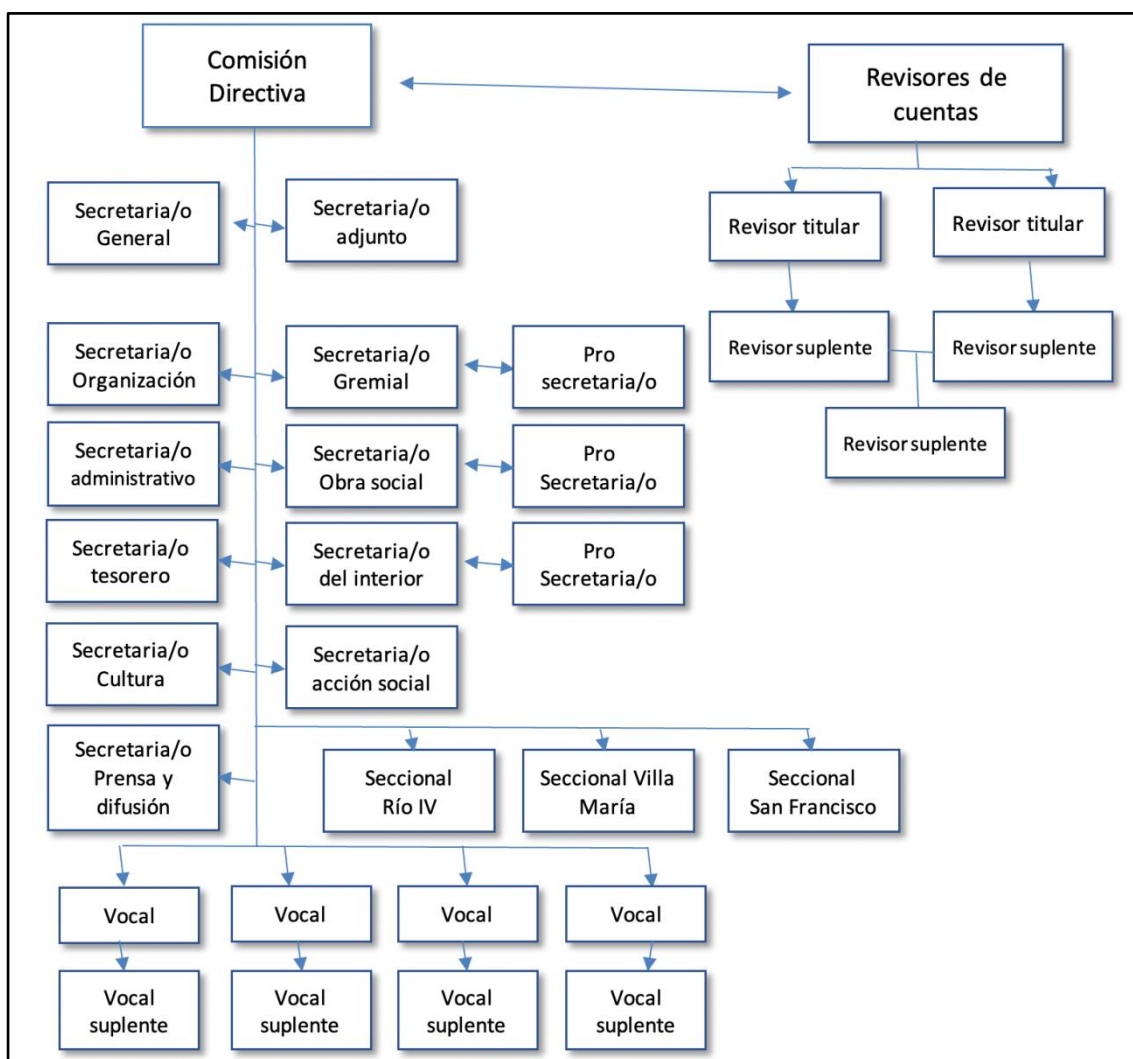 Comisión
Directiva
Revisores de
cuentas
Secretaria/o
General
Secretaria/o
adjunto
Revisor titular
Revisor titular
Secretaria/o
Organización
Secretaria/o
Gremial
Pro
secretaria/o
Revisor suplente
Revisor suplente
Revisor suplente
Secretaria/o
administrativo
Secretaria/o
Obra social
Pro
Secretaria/o
Secretaria/o
tesorero
Secretaria/o
del interior
Pro
Secretaria/o
Secretaria/o
Cultura
Secretaria/o
acción social
Secretaria/o
Prensa y
difusión
Seccional
Río IV
Seccional Villa
María
Seccional
San Francisco
Vocal
Vocal
Vocal
Vocal
Vocal
suplente
Vocal
suplente
Vocal
suplente
Vocal
suplente